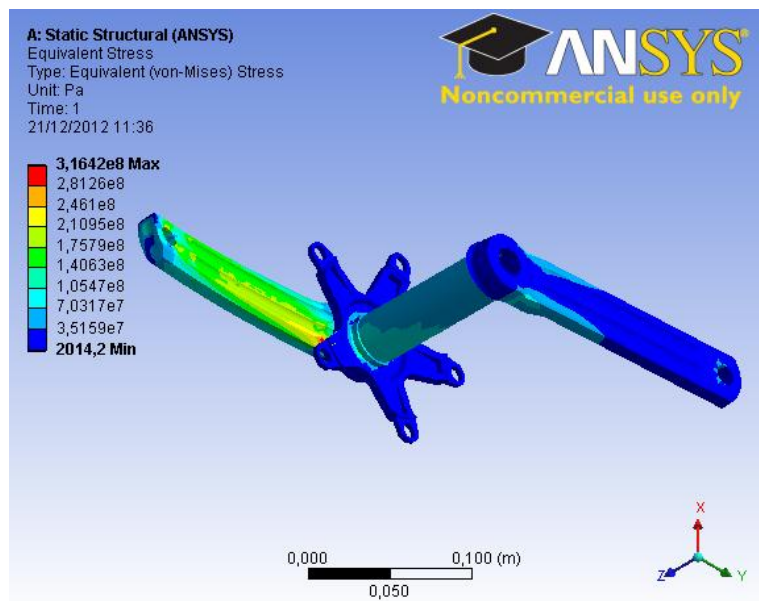 A: Static Structural (ANSYS)
Equivalent Stress
Type: Equivalent (von-Mises) Stress
Unit: Pa
Time: 1
21/12/2012 11:36
ANSYS®
Noncommercial use only
3,1642e8 Max
2,8126e8
2,461e8
2,1095e8
1,7579e8
1,4063e8
1,0547e8
7,0317e7
3,5159e7
2014,2 Min
0,000
0,100 (m)
0,050
X
Y
Z